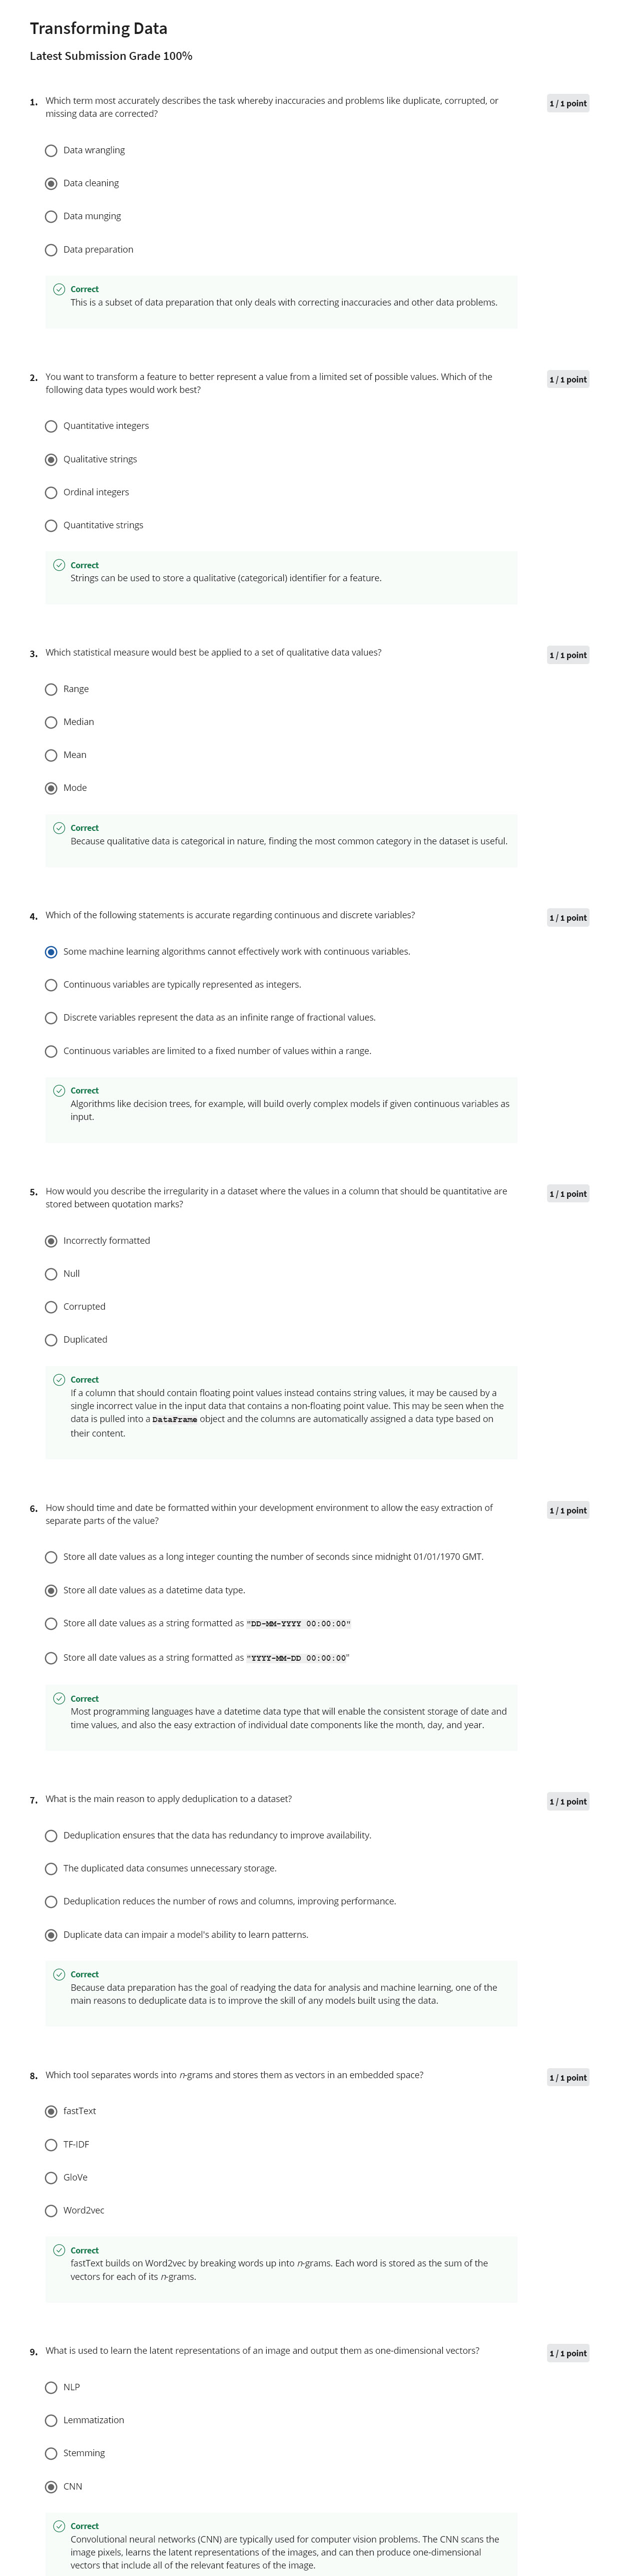 Transforming Data
Latest Submission Grade 100%
1. Which term most accurately describes the task whereby inaccuracies and problems like duplicate, corrupted, or
missing data are corrected?
1 / 1 point
Data wrangling
Data cleaning
Data munging
Data preparation
Correct
This is a subset of data preparation that only deals with correcting inaccuracies and other data problems.
2. You want to transform a feature to better represent a value from a limited set of possible values. Which of the
following data types would work best?
1 / 1 point
Quantitative integers
Qualitative strings
Ordinal integers
Quantitative strings
Correct
Strings can be used to store a qualitative (categorical) identifier for a feature.
3. Which statistical measure would best be applied to a set of qualitative data values?
1 / 1 point
Range
Median
Mean
Mode
Correct
Because qualitative data is categorical in nature, finding the most common category in the dataset is useful.
4. Which of the following statements is accurate regarding continuous and discrete variables?
1 / 1 point
Some machine learning algorithms cannot effectively work with continuous variables.
Continuous variables are typically represented as integers.
Discrete variables represent the data as an infinite range of fractional values.
Continuous variables are limited to a fixed number of values within a range.
Correct
Algorithms like decision trees, for example, will build overly complex models if given continuous variables as
input.
5. How would you describe the irregularity in a dataset where the values in a column that should be quantitative are
stored between quotation marks?
1 / 1 point
Incorrectly formatted
Null
Corrupted
Duplicated
Correct
If a column that should contain floating point values instead contains string values, it may be caused by a
single incorrect value in the input data that contains a non-floating point value. This may be seen when the
data is pulled into a DataFrame object and the columns are automatically assigned a data type based on
their content.
6. How should time and date be formatted within your development environment to allow the easy extraction of
separate parts of the value?
1 / 1 point
Store all date values as a long integer counting the number of seconds since midnight 01/01/1970 GMT.
Store all date values as a datetime data type.
Store all date values as a string formatted as "DD-MM-YYYY 00:00:00"
Store all date values as a string formatted as "YYYY-MM-DD 00:00:00"
Correct
Most programming languages have a datetime data type that will enable the consistent storage of date and
time values, and also the easy extraction of individual date components like the month, day, and year.
7. What is the main reason to apply deduplication to a dataset?
1 / 1 point
Deduplication ensures that the data has redundancy to improve availability.
The duplicated data consumes unnecessary storage.
Deduplication reduces the number of rows and columns, improving performance.
Duplicate data can impair a model's ability to learn patterns.
Correct
Because data preparation has the goal of readying the data for analysis and machine learning, one of the
main reasons to deduplicate data is to improve the skill of any models built using the data.
8. Which tool separates words into n-grams and stores them as vectors in an embedded space?
1 / 1 point
fastText
TF-IDF
GloVe
Word2vec
Correct
fastText builds on Word2vec by breaking words up into n-grams. Each word is stored as the sum of the
vectors for each of its n-grams.
9. What is used to learn the latent representations of an image and output them as one-dimensional vectors?
1 / 1 point
NLP
Lemmatization
Stemming
CNN
Correct
Convolutional neural networks (CNN) are typically used for computer vision problems. The CNN scans the
image pixels, learns the latent representations of the images, and can then produce one-dimensional
vectors that include all of the relevant features of the image.